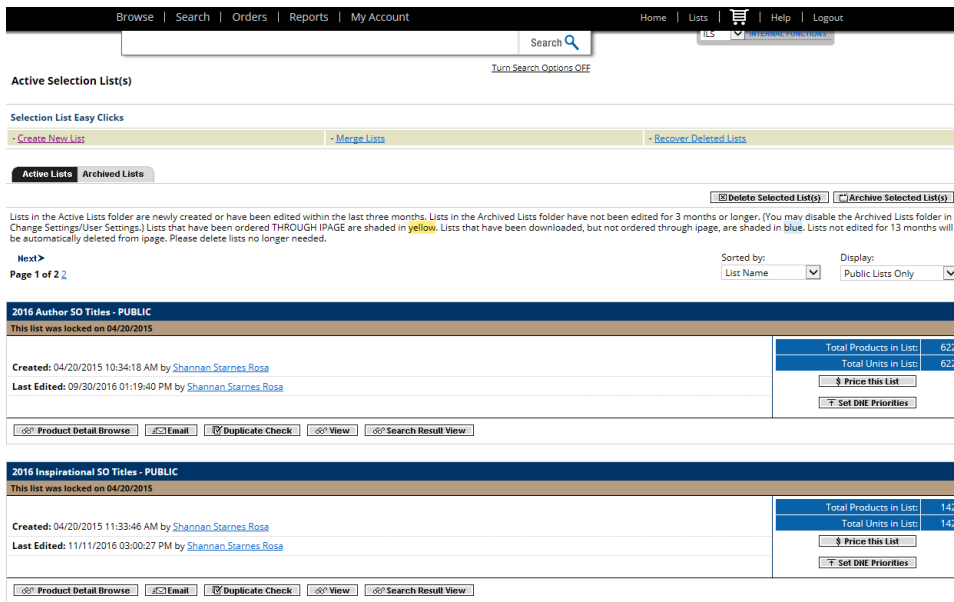 Browse | Search | Orders | Reports | My Account Home | Lists | | Help | Logout
Search ILS INTERNAL FUNCTIONS
Turn Search Options OFF
Active Selection List(s)
Selection List Easy Clicks
- Create New List - Merge Lists - Recover Deleted Lists
Active Lists Archived Lists
Delete Selected List(s) Archive Selected List(s)
Lists in the Active Lists folder are newly created or have been edited within the last three months. Lists in the Archived Lists folder have not been edited for 3 months or longer. (You may disable the Archived Lists folder in
Change Settings/User Settings.) Lists that have been ordered THROUGH IPAGE are shaded in yellow. Lists that have been downloaded, but not ordered through ipage, are shaded in blue. Lists not edited for 13 months will
be automatically deleted from ipage. Please delete lists no longer needed.
Next> Sorted by: Display:
Page 1 of 2 2 List Name Public Lists Only
2016 Author SO Titles - PUBLIC
This list was locked on 04/20/2015
Total Products in List: 622
Total Units in List: 622
Created: 04/20/2015 10:34:18 AM by Shannan Starnes Rosa
$ Price this List
Last Edited: 09/30/2016 01:19:40 PM by Shannan Starnes Rosa
Set DNE Priorities
Product Detail Browse Email Duplicate Check View Search Result View
2016 Inspirational SO Titles - PUBLIC
This list was locked on 04/20/2015
Total Products in List: 142
Total Units in List: 142
Created: 04/20/2015 11:33:46 AM by Shannan Starnes Rosa
$ Price this List
Last Edited: 11/11/2016 03:00:27 PM by Shannan Starnes Rosa
Set DNE Priorities
Product Detail Browse Email Duplicate Check View Search Result View